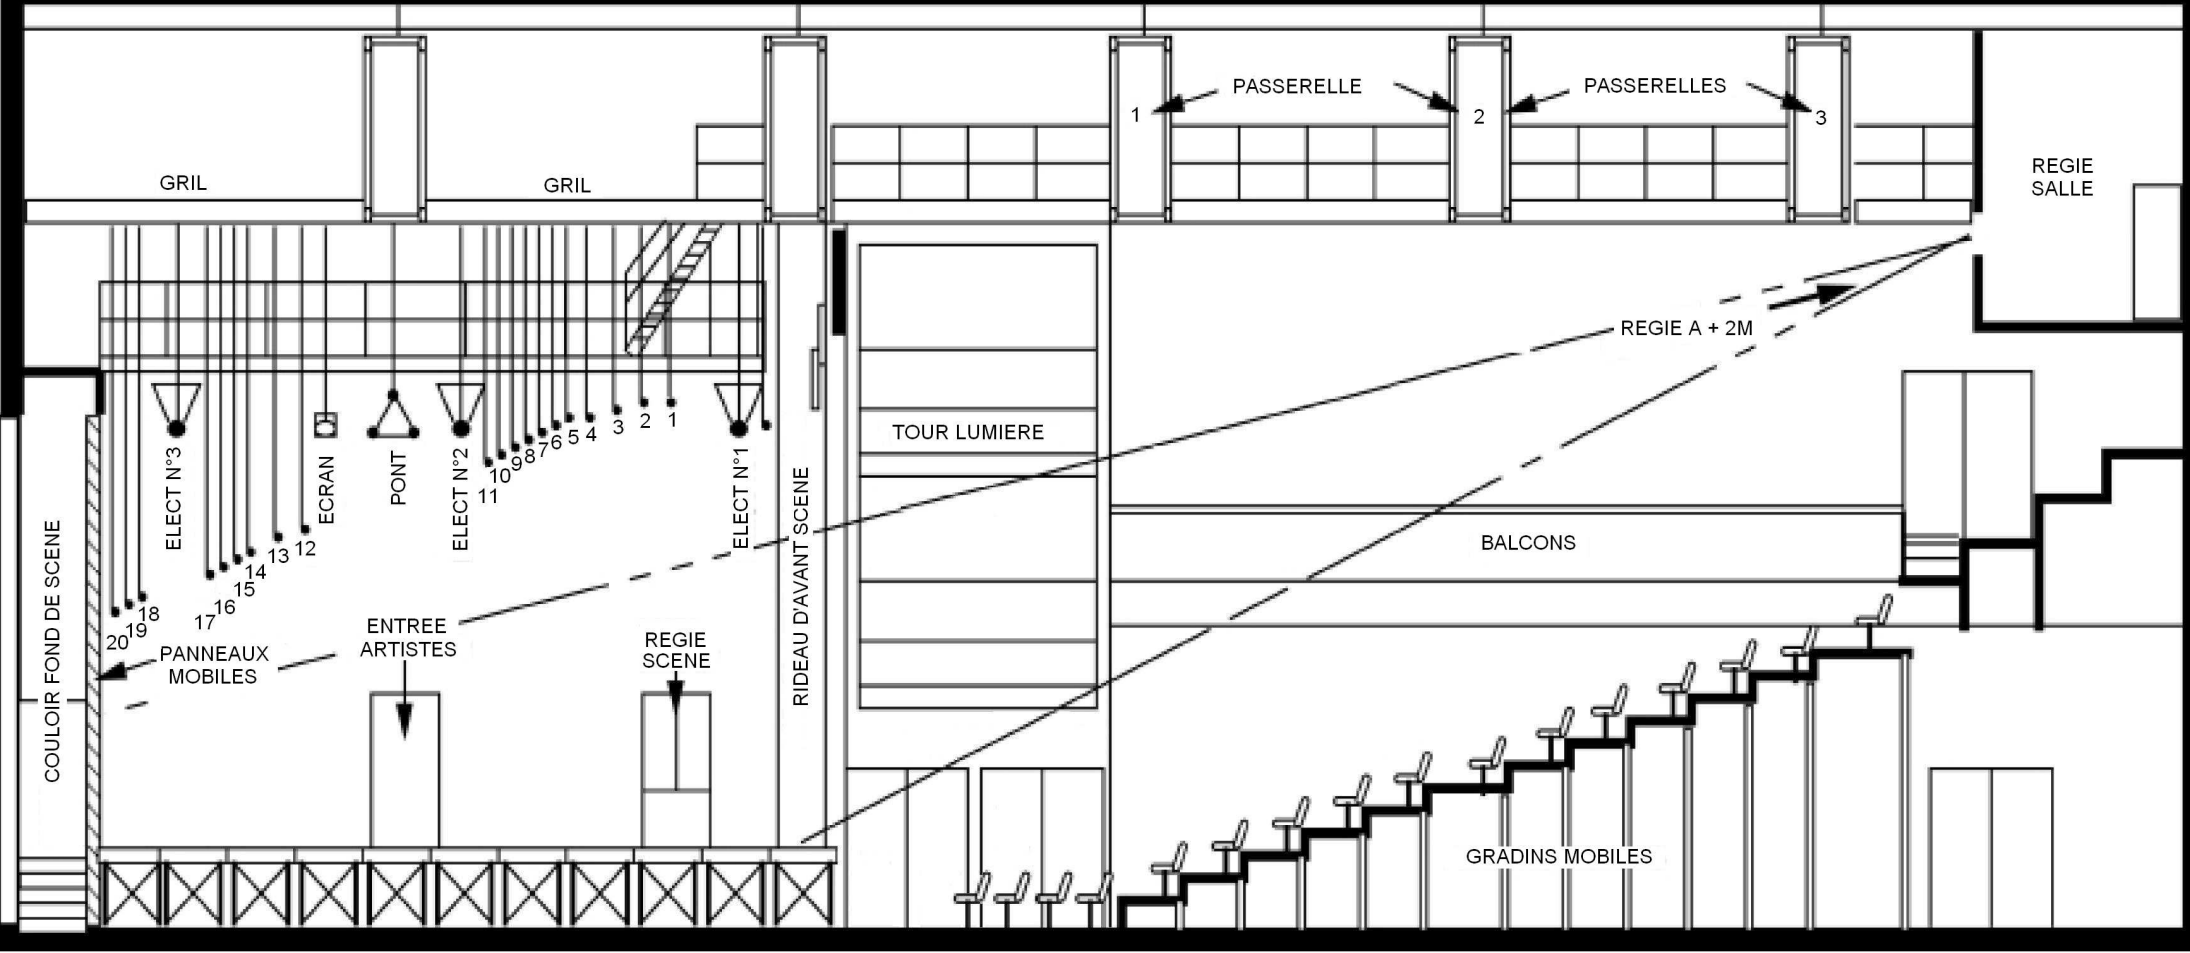 PASSERELLE
PASSERELLES
1
2
3
GRIL
GRIL
REGIE
SALLE
REGIE A + 2M
TOUR LUMIERE
BALCONS
GRADINS MOBILES
RIDEAU D'AVANT SCENE
ELECT N°1
1
2
3
4
5
6
7
8
9
10
11
ELECT N°2
PONT
ECRAN
12
13
14
15
16
17
ELECT N°3
18
19
20
COULOIR FOND DE SCENE
PANNEAUX
MOBILES
ENTREE
ARTISTES
REGIE
SCENE